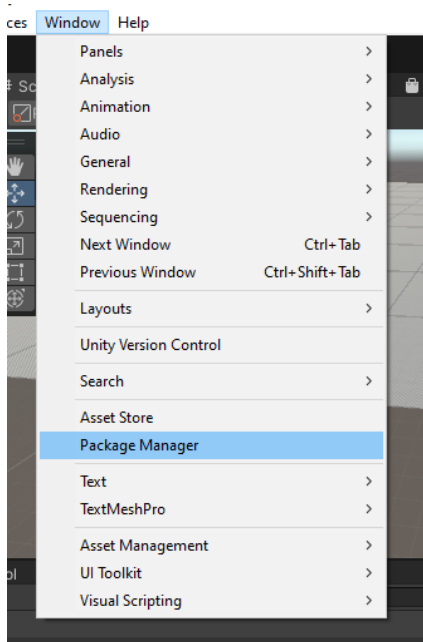 ces Window Help
Panels
Analysis
Animation
Audio
General
Rendering
Sequencing
Next Window Ctrl+Tab
Previous Window Ctrl+Shift+Tab
Layouts
Unity Version Control
Search
Asset Store
Package Manager
Text
TextMeshPro
Asset Management
UI Toolkit
Visual Scripting